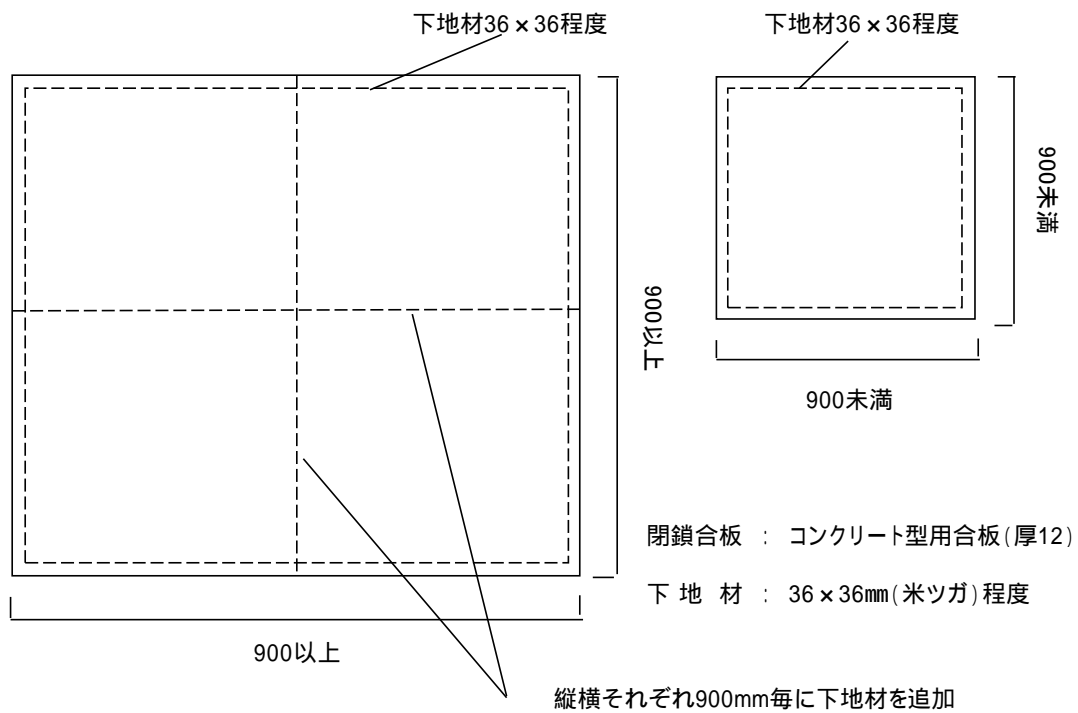 下地材36×36程度
下地材36×36程度
900以上
900未満
900未満
閉鎖合板 : コンクリート型用合板(厚12)
下 地 材 : 36×36㎜(米ツガ)程度
900以上
縦横それぞれ900mm毎に下地材を追加